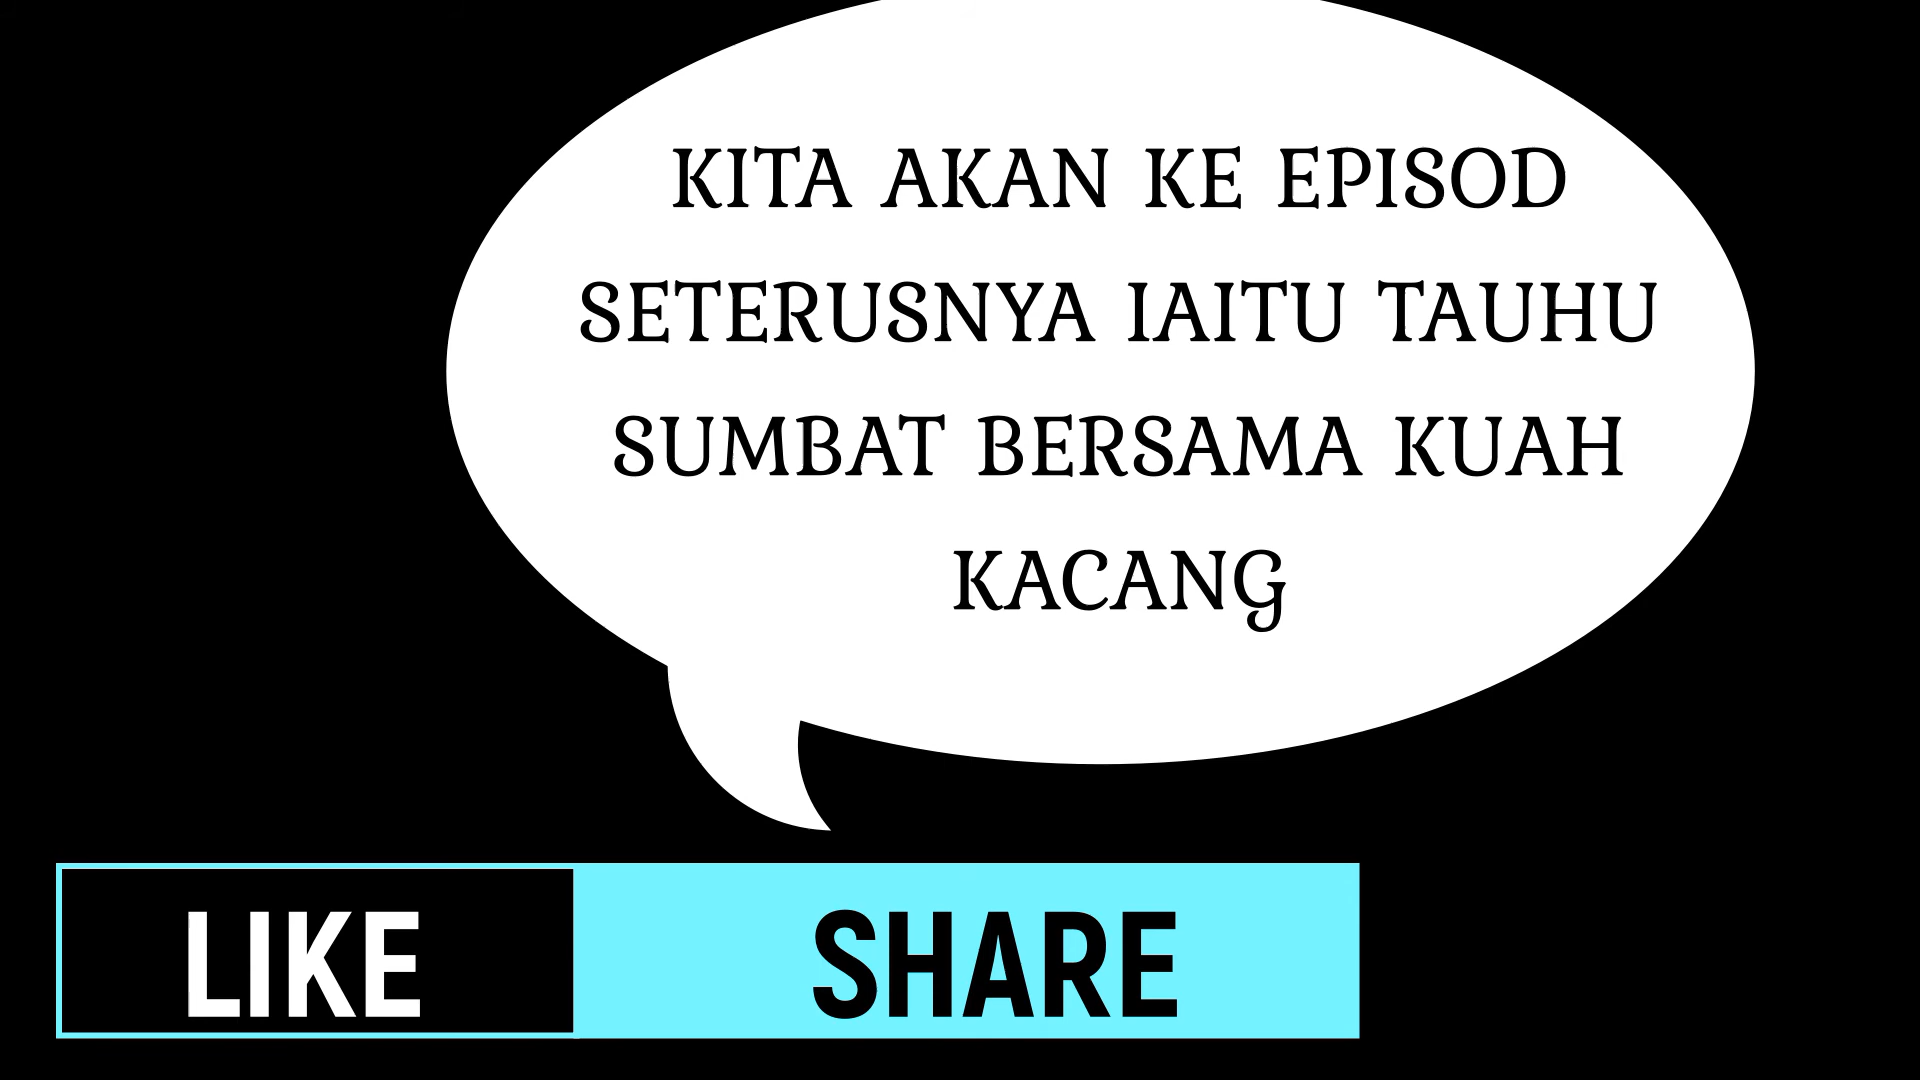 KITA AKAN KE EPISOD
SETERUSNYA IAITU TAUHU
SUMBAT BERSAMA KUAH
KACANG
LIKE
SHARE